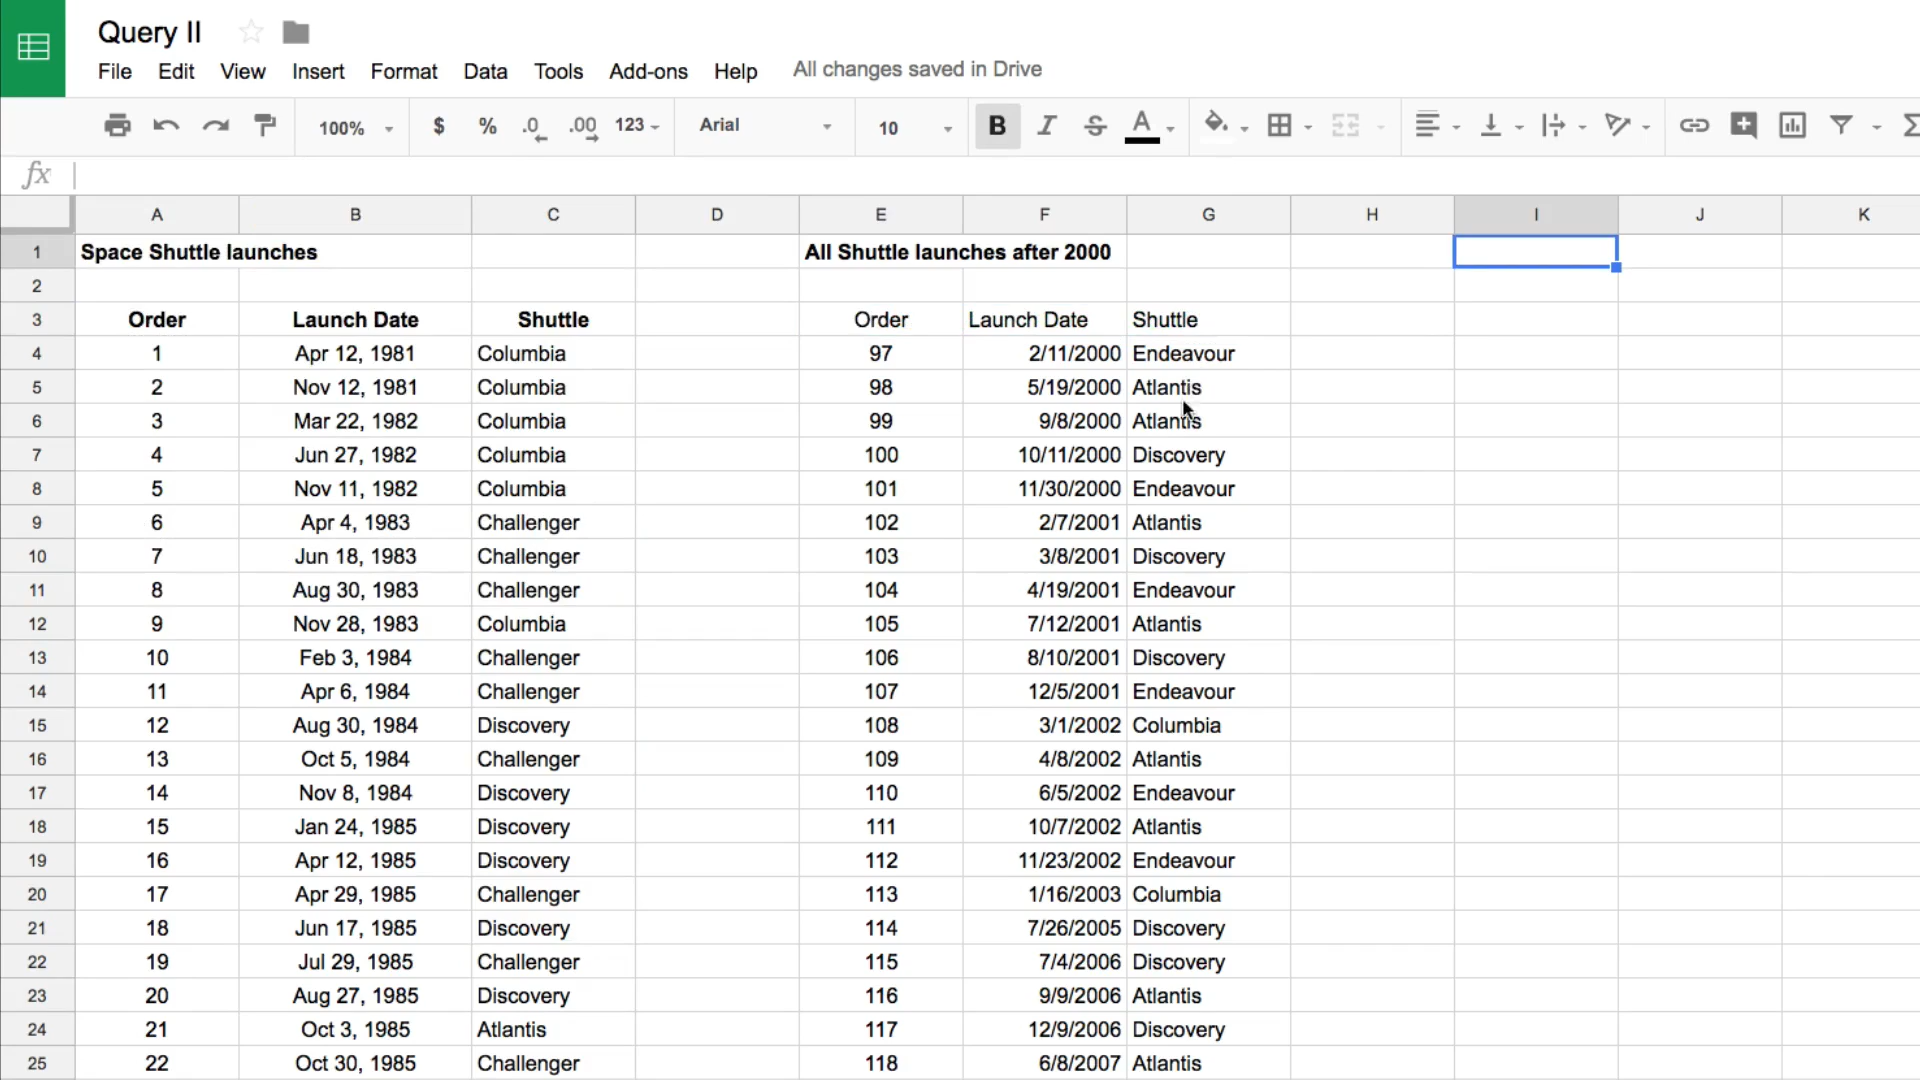 Query II
File Edit View Insert Format Data Tools Add-ons Help All changes saved in Drive
100% $ % .0 .00 123 Arial 10 B I S A Σ
fx
A B C D E F G H I J K
1 Space Shuttle launches All Shuttle launches after 2000
2
3 Order Launch Date Shuttle Order Launch Date Shuttle
4 1 Apr 12, 1981 Columbia 97 2/11/2000 Endeavour
5 2 Nov 12, 1981 Columbia 98 5/19/2000 Atlantis
6 3 Mar 22, 1982 Columbia 99 9/8/2000 Atlantis
7 4 Jun 27, 1982 Columbia 100 10/11/2000 Discovery
8 5 Nov 11, 1982 Columbia 101 11/30/2000 Endeavour
9 6 Apr 4, 1983 Challenger 102 2/7/2001 Atlantis
10 7 Jun 18, 1983 Challenger 103 3/8/2001 Discovery
11 8 Aug 30, 1983 Challenger 104 4/19/2001 Endeavour
12 9 Nov 28, 1983 Columbia 105 7/12/2001 Atlantis
13 10 Feb 3, 1984 Challenger 106 8/10/2001 Discovery
14 11 Apr 6, 1984 Challenger 107 12/5/2001 Endeavour
15 12 Aug 30, 1984 Discovery 108 3/1/2002 Columbia
16 13 Oct 5, 1984 Challenger 109 4/8/2002 Atlantis
17 14 Nov 8, 1984 Discovery 110 6/5/2002 Endeavour
18 15 Jan 24, 1985 Discovery 111 10/7/2002 Atlantis
19 16 Apr 12, 1985 Discovery 112 11/23/2002 Endeavour
20 17 Apr 29, 1985 Challenger 113 1/16/2003 Columbia
21 18 Jun 17, 1985 Discovery 114 7/26/2005 Discovery
22 19 Jul 29, 1985 Challenger 115 7/4/2006 Discovery
23 20 Aug 27, 1985 Discovery 116 9/9/2006 Atlantis
24 21 Oct 3, 1985 Atlantis 117 12/9/2006 Discovery
25 22 Oct 30, 1985 Challenger 118 6/8/2007 Atlantis